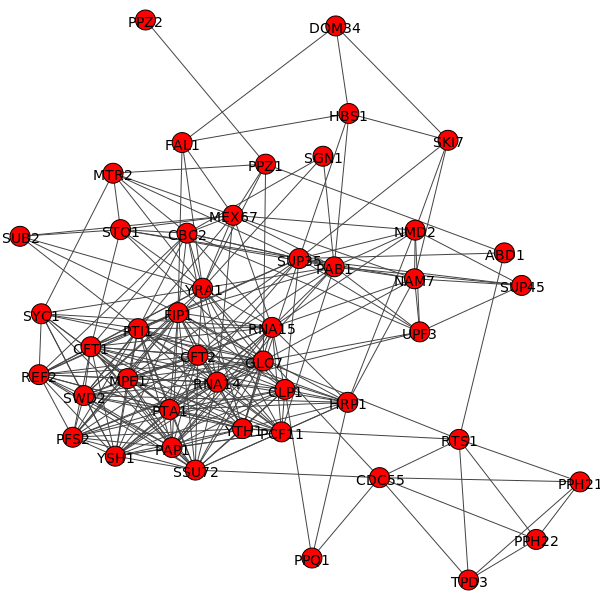 PPZ2
DOM34
HBS1
FAL1
SKI7
SGN1
PPZ1
MTR2
MEX67
STO1
CBC2
NMD2
SUB2
ABD1
SUP35
PAB1
NAM7
SUP45
YRA1
SYC1
FIP1
PTI1
RNA15
UPF3
CFT1
CFT2
GLC7
REF2
MPE1
RNA14
CLP1
SWD2
HRP1
PTA1
YTH1
PCF11
PFS2
RTS1
PAP1
YSH1
SSU72
CDC55
PPH21
PPH22
PPQ1
TPD3